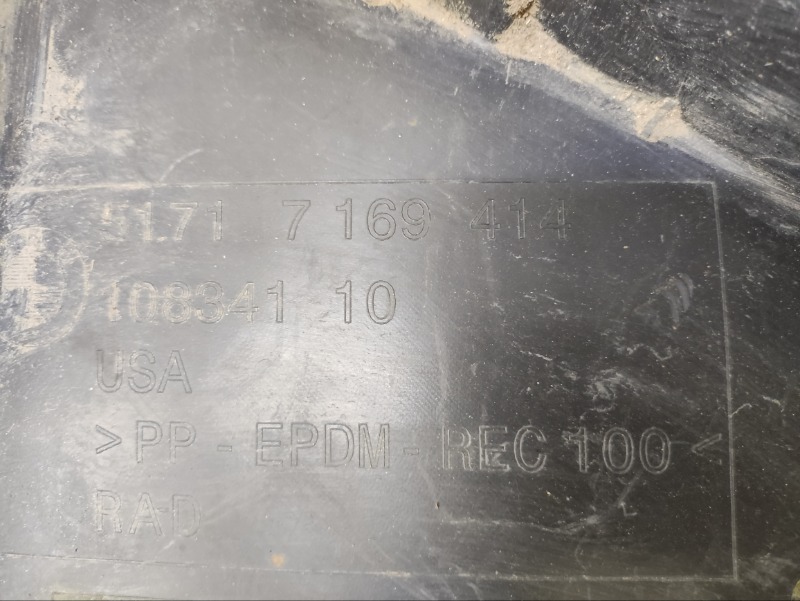 51.71 7 169 414
108341 10
USA
>PP - EPDM - REC 100<
RAD